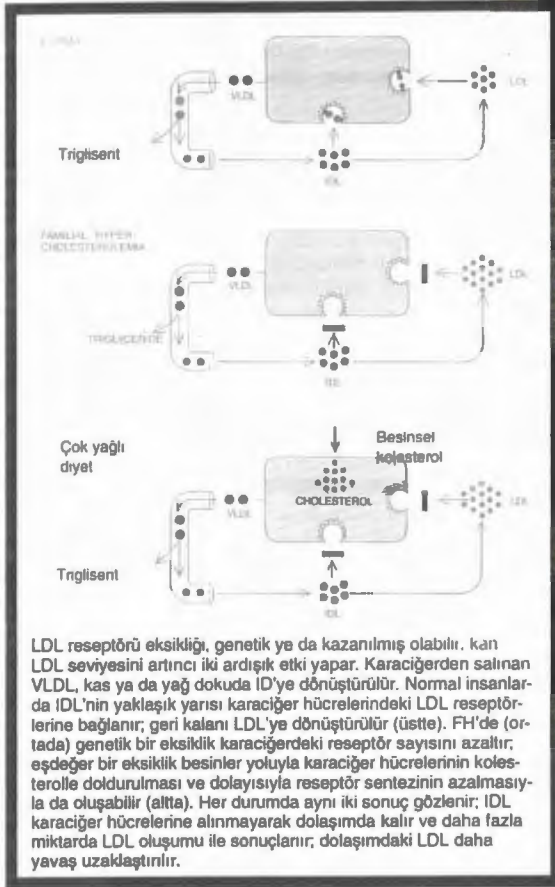 VLDL
LDL
Trigliserit
IDL
FAMILIAL HYPER-
CHOLESTEROLEMIA
VLDL
LDL
TRIGLYCERIDE
IDL
Çok yağlı
diyet
Besinsel
kolesterol
CHOLESTEROL
VLDL
LDL
Trigliserit
IDL
LDL reseptörü eksikliği, genetik ya da kazanılmış olabilir, kan
LDL seviyesini artırıcı iki ardışık etki yapar. Karaciğerden salınan
VLDL, kas ya da yağ dokuda ID'ye dönüştürülür. Normal insanlar-
da IDL'nin yaklaşık yarısı karaciğer hücrelerindeki LDL reseptör-
lerine bağlanır; geri kalanı LDL'ye dönüştürülür (üstte). FH'de (or-
tada) genetik bir eksiklik karaciğerdeki reseptör sayısını azaltır;
eşdeğer bir eksiklik besinler yoluyla karaciğer hücrelerinin koles-
terolle doldurulması ve dolayısıyla reseptör sentezinin azalmasıy-
la da oluşabilir (altta). Her durumda aynı iki sonuç gözlenir; IDL
karaciğer hücrelerine alınmayarak dolaşımda kalır ve daha fazla
miktarda LDL oluşumu ile sonuçlanır; dolaşımdaki LDL daha
yavaş uzaklaştırılır.